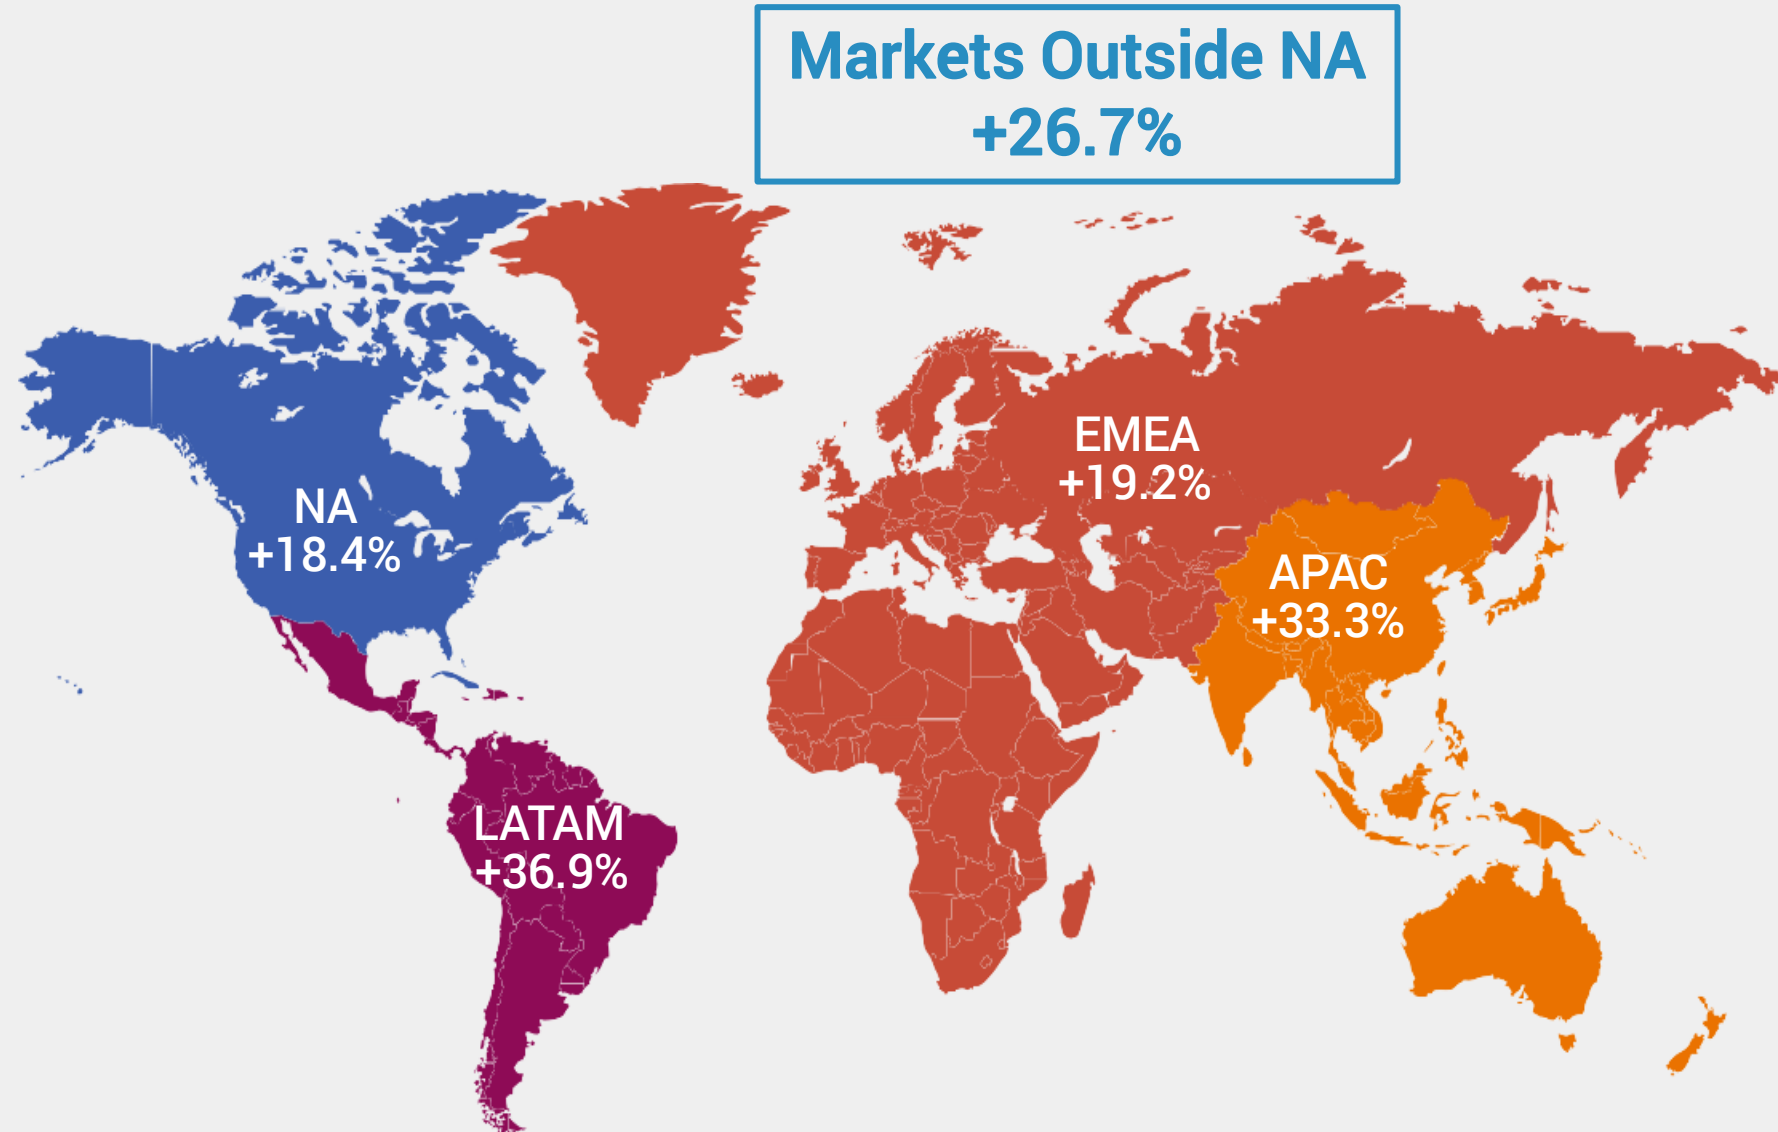 Markets Outside NA
+26.7%
EMEA
+19.2%
NA
+18.4%
APAC
+33.3%
LATAM
+36.9%